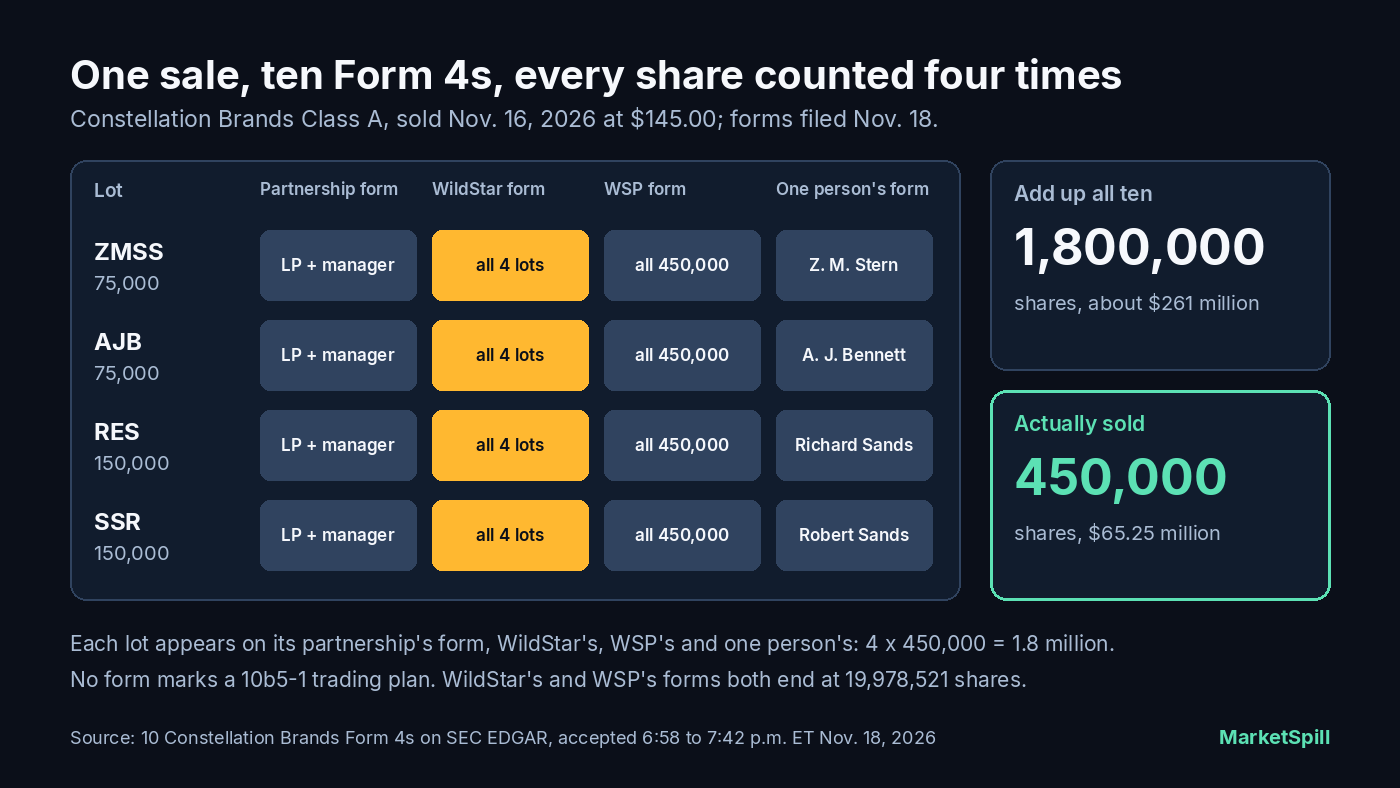 One sale, ten Form 4s, every share counted four times
Constellation Brands Class A, sold Nov. 16, 2026 at $145.00; forms filed Nov. 18.
Lot Partnership form WildStar form WSP form One person's form
ZMSS
75,000
LP + manager all 4 lots all 450,000 Z. M. Stern
AJB
75,000
LP + manager all 4 lots all 450,000 A. J. Bennett
RES
150,000
LP + manager all 4 lots all 450,000 Richard Sands
SSR
150,000
LP + manager all 4 lots all 450,000 Robert Sands
Add up all ten
1,800,000
shares, about $261 million
Actually sold
450,000
shares, $65.25 million
Each lot appears on its partnership's form, WildStar's, WSP's and one person's: 4 x 450,000 = 1.8 million.
No form marks a 10b5-1 trading plan. WildStar's and WSP's forms both end at 19,978,521 shares.
Source: 10 Constellation Brands Form 4s on SEC EDGAR, accepted 6:58 to 7:42 p.m. ET Nov. 18, 2026
MarketSpill